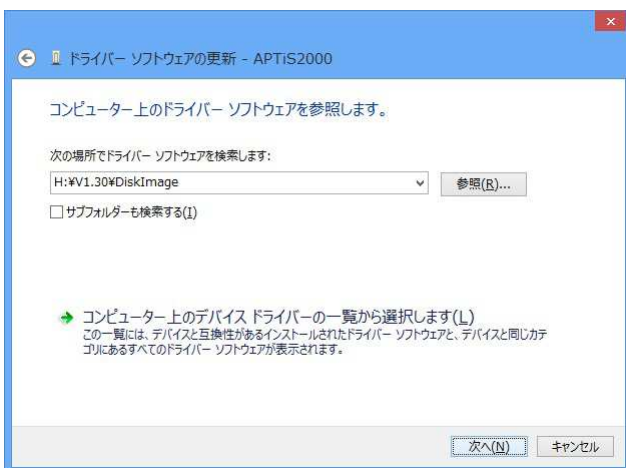 ドライバー ソフトウェアの更新 - APTiS2000
コンピューター上のドライバー ソフトウェアを参照します。
次の場所でドライバー ソフトウェアを検索します:
H:¥V1.30¥DiskImage
参照(R)...
サブフォルダーも検索する(I)
コンピューター上のデバイス ドライバーの一覧から選択します(L)
この一覧には、デバイスと互換性があるインストールされたドライバー ソフトウェアと、デバイスと同じカテ
ゴリにあるすべてのドライバー ソフトウェアが表示されます。
次へ(N)
キャンセル